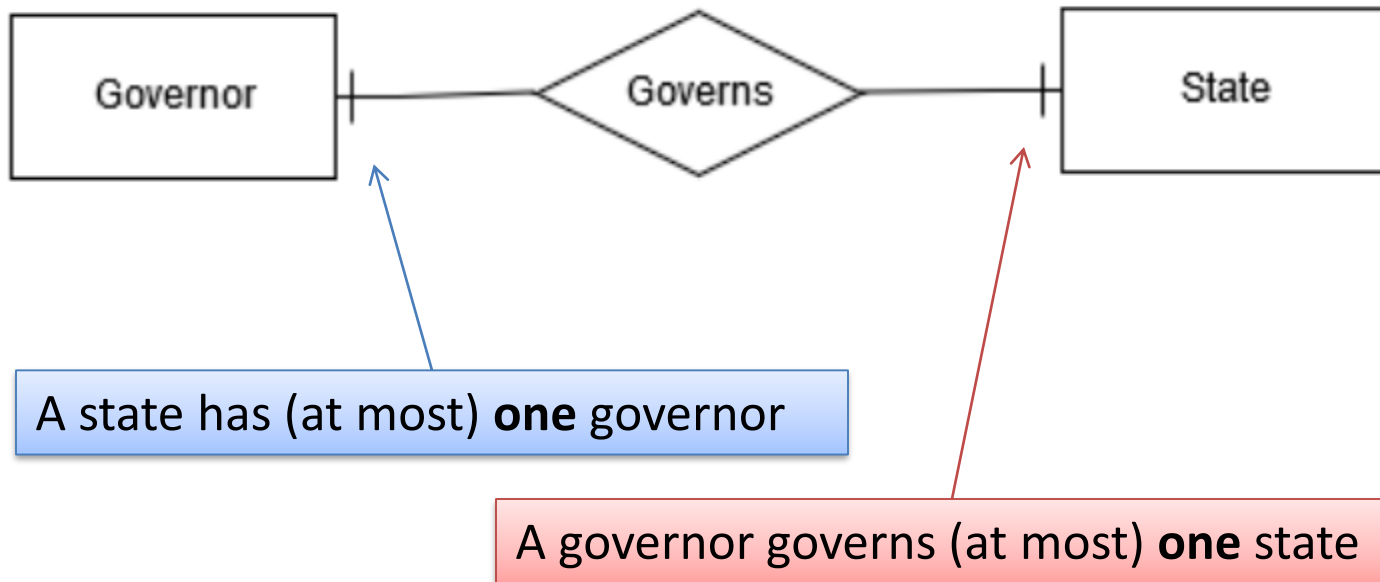 Governor
Governs
State
A state has (at most) one governor
A governor governs (at most) one state